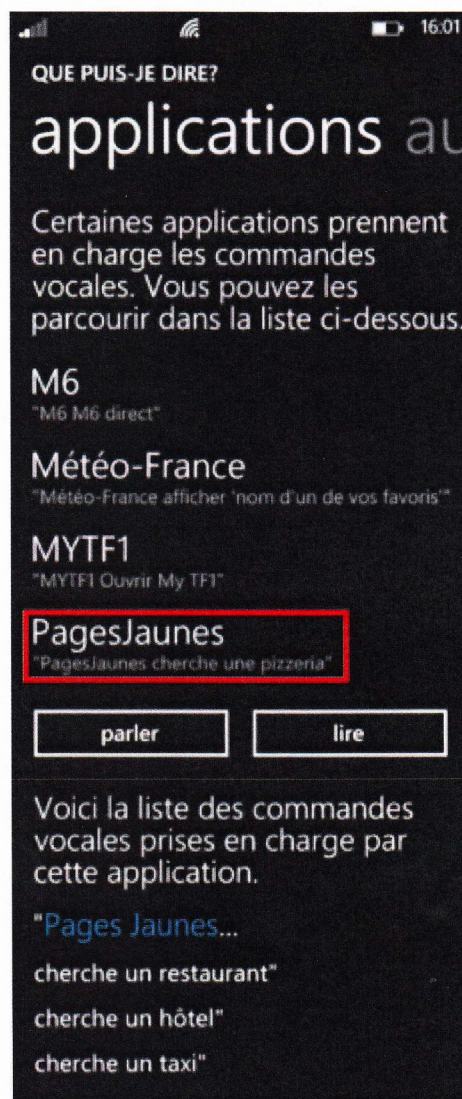 16:01
QUE PUIS-JE DIRE?
applications au
Certaines applications prennent
en charge les commandes
vocales. Vous pouvez les
parcourir dans la liste ci-dessous.
M6
"M6 M6 direct"
Météo-France
"Météo-France afficher 'nom d'un de vos favoris'"
MYTF1
"MYTF1 Ouvrir My TF1"
PagesJaunes
"PagesJaunes cherche une pizzeria"
parler lire
Voici la liste des commandes
vocales prises en charge par
cette application.
"Pages Jaunes...
cherche un restaurant"
cherche un hôtel"
cherche un taxi"